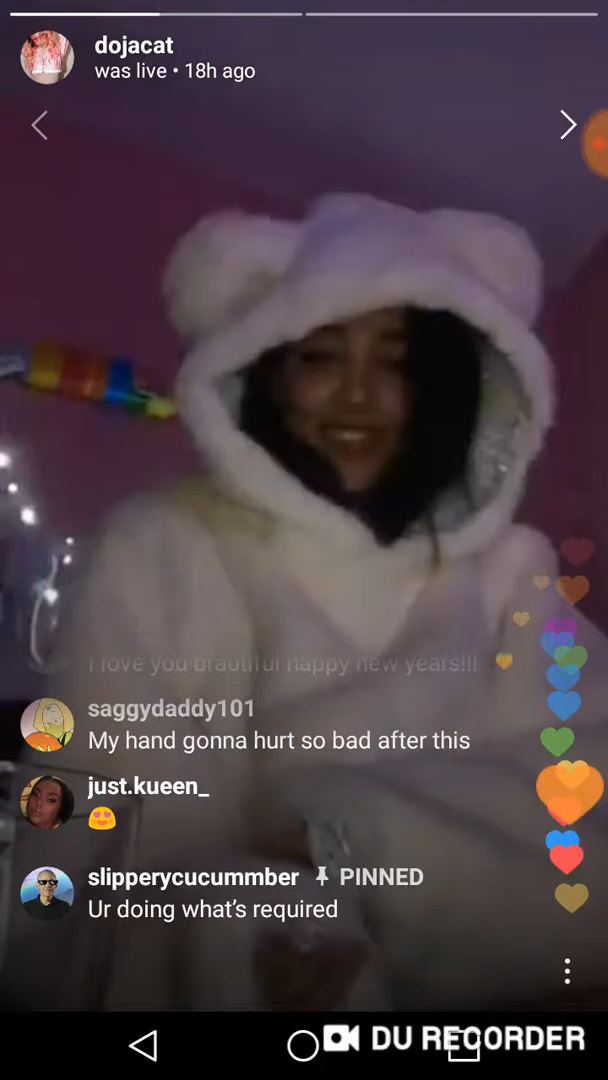 dojacat
was live • 18h ago
I love you brautiful happy new years!!!
saggydaddy101
My hand gonna hurt so bad after this
just.kueen_
😍
slipperycucummber PINNED
Ur doing what's required
DU RECORDER